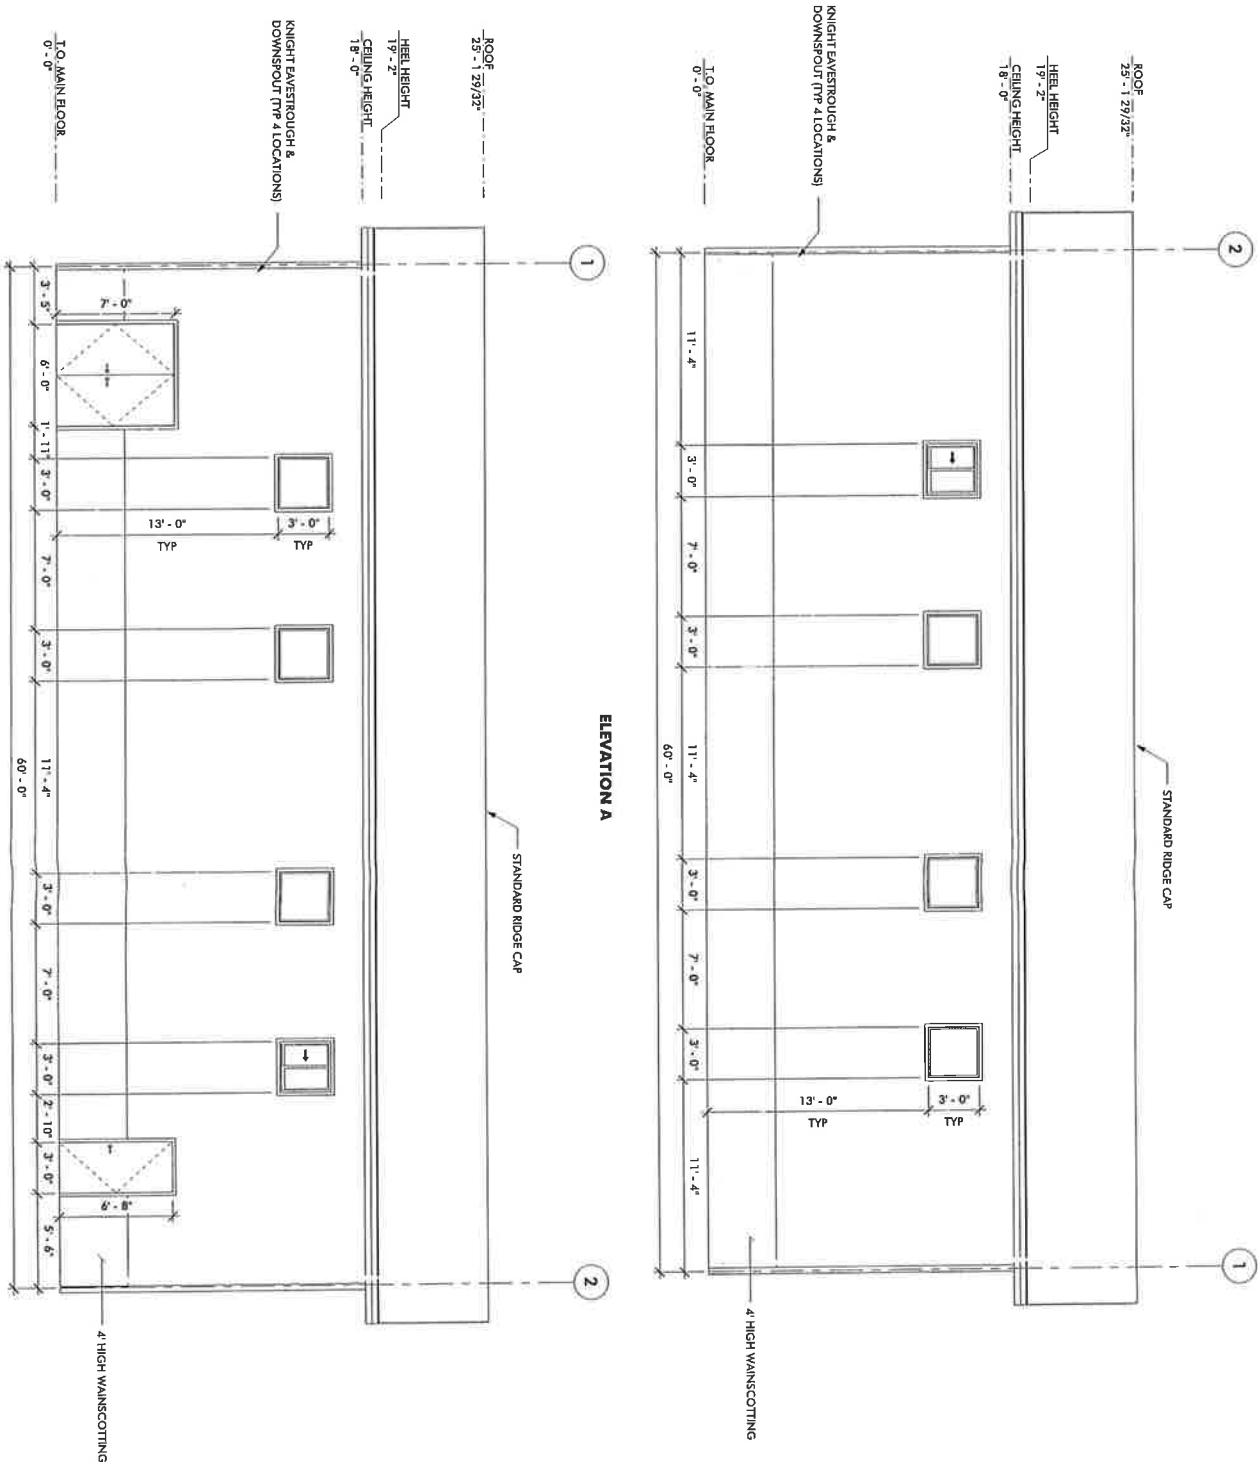 2
1
ROOF
25' - 1 29/32"
HEEL HEIGHT
19' - 2"
CEILING HEIGHT
18' - 0"
STANDARD RIDGE CAP
KNIGHT EAVESTROUGH &
DOWNSPOUT (TYP 4 LOCATIONS)
3' - 0"
TYP
13' - 0"
TYP
4' HIGH WAINSCOTTING
T.O. MAIN FLOOR
0' - 0"
11' - 4"
3' - 0"
7' - 0"
3' - 0"
11' - 4"
3' - 0"
7' - 0"
3' - 0"
11' - 4"
60' - 0"
ELEVATION A
1
2
ROOF
25' - 1 29/32"
HEEL HEIGHT
19' - 2"
CEILING HEIGHT
18' - 0"
STANDARD RIDGE CAP
KNIGHT EAVESTROUGH &
DOWNSPOUT (TYP 4 LOCATIONS)
3' - 0"
TYP
13' - 0"
TYP
7' - 0"
6' - 8"
4' HIGH WAINSCOTTING
T.O. MAIN FLOOR
0' - 0"
3' - 5"
6' - 0"
1' - 11"
3' - 0"
7' - 0"
3' - 0"
11' - 4"
3' - 0"
7' - 0"
3' - 0"
2' - 10"
3' - 0"
5' - 6"
60' - 0"